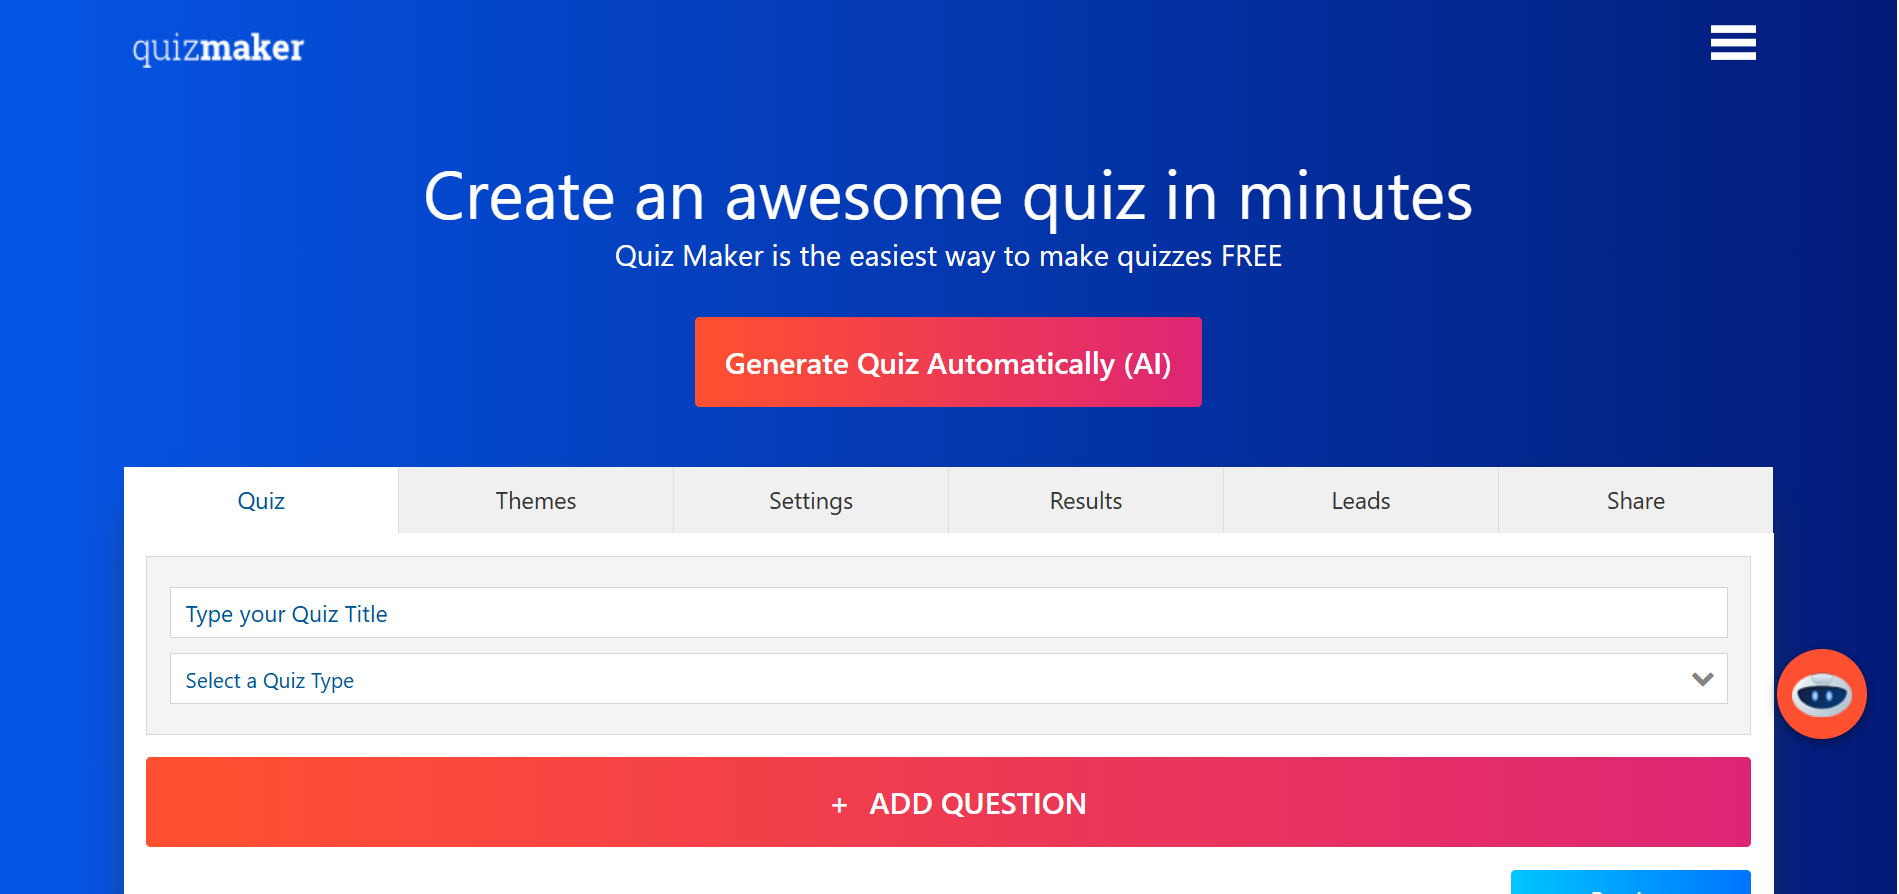 quizmaker
Create an awesome quiz in minutes
Quiz Maker is the easiest way to make quizzes FREE
Generate Quiz Automatically (AI)
Quiz Themes Settings Results Leads Share
Type your Quiz Title
Select a Quiz Type
+ ADD QUESTION